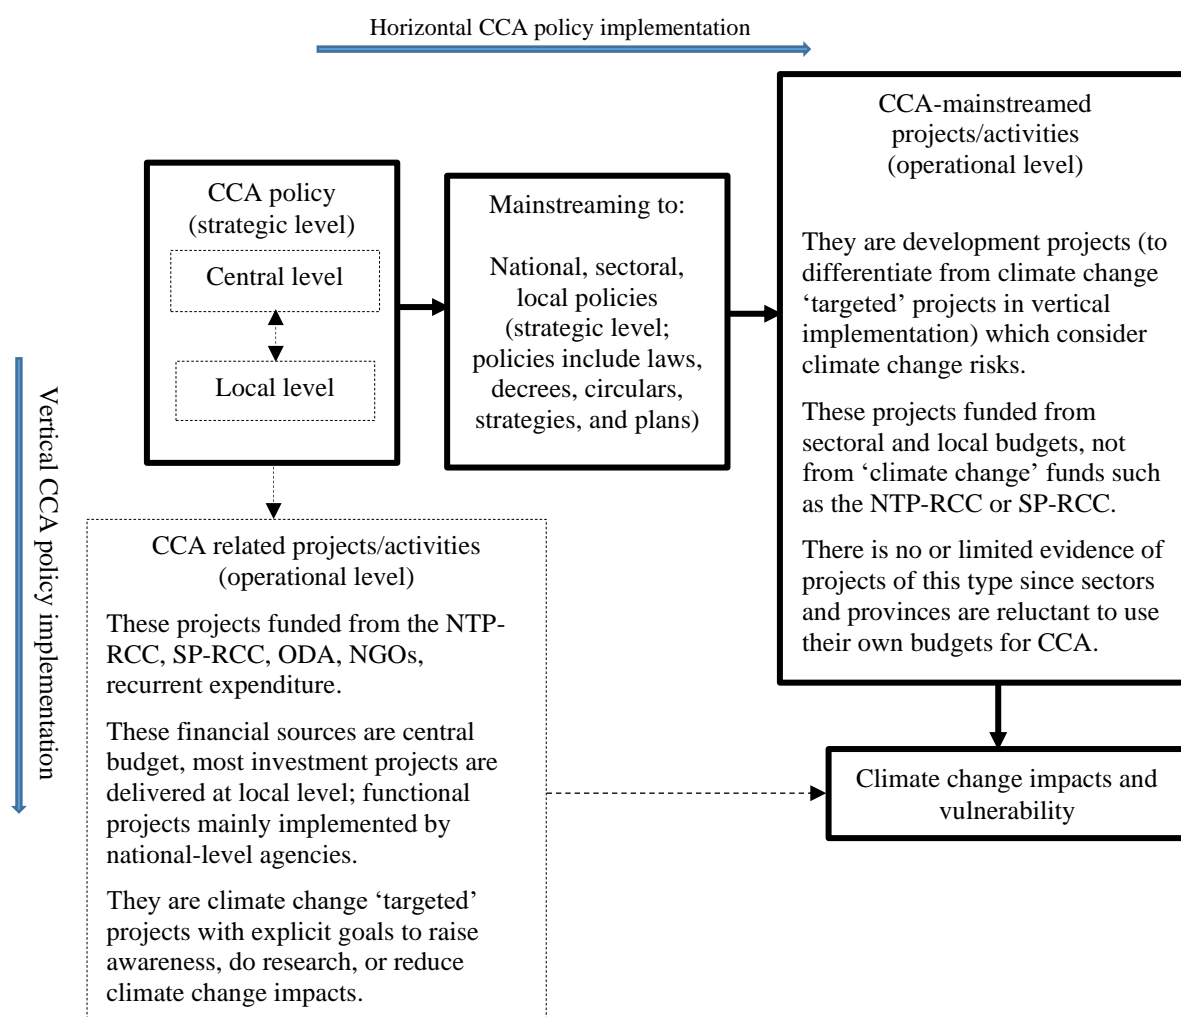 Horizontal CCA policy implementation
CCA policy
(strategic level)
Central level
Local level
Mainstreaming to:
National, sectoral,
local policies
(strategic level;
policies include laws,
decrees, circulars,
strategies, and plans)
CCA-mainstreamed
projects/activities
(operational level)
They are development projects (to
differentiate from climate change
‘targeted’ projects in vertical
implementation) which consider
climate change risks.
These projects funded from
sectoral and local budgets, not
from ‘climate change’ funds such
as the NTP-RCC or SP-RCC.
There is no or limited evidence of
projects of this type since sectors
and provinces are reluctant to use
their own budgets for CCA.
Vertical CCA policy implementation
CCA related projects/activities
(operational level)
These projects funded from the NTP-
RCC, SP-RCC, ODA, NGOs,
recurrent expenditure.
These financial sources are central
budget, most investment projects are
delivered at local level; functional
projects mainly implemented by
national-level agencies.
They are climate change ‘targeted’
projects with explicit goals to raise
awareness, do research, or reduce
climate change impacts.
Climate change impacts and
vulnerability